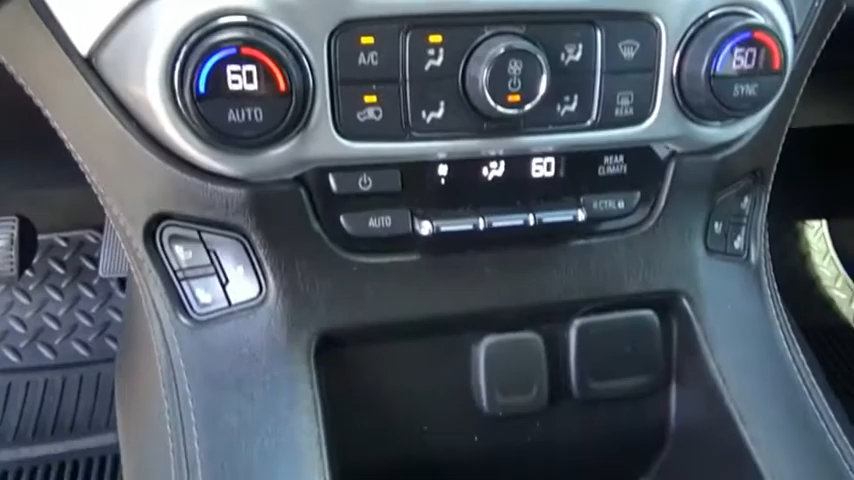 60
AUTO
A/C
REAR
60
SYNC
60
REAR
CLIMATE
AUTO
CTRL